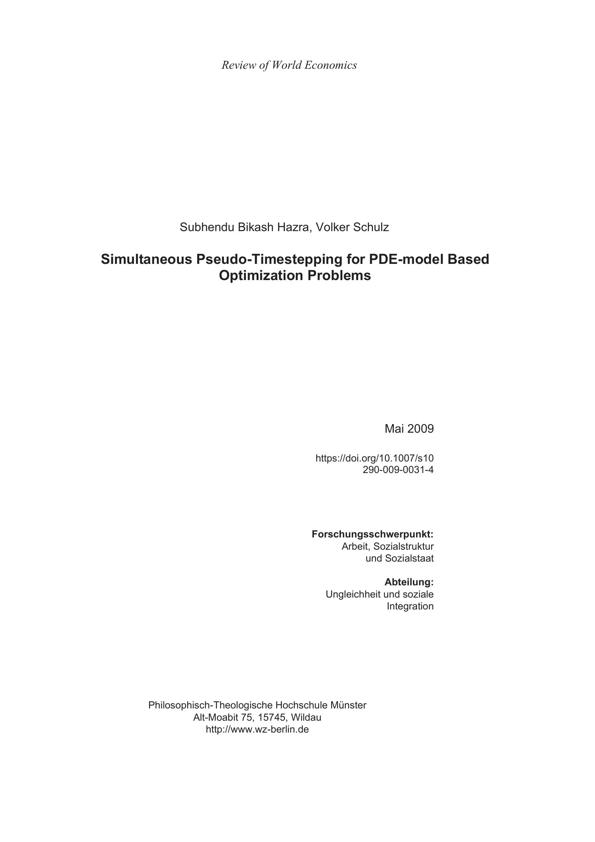 Review of World Economics
Subhendu Bikash Hazra, Volker Schulz
Simultaneous Pseudo-Timestepping for PDE-model Based
Optimization Problems
Mai 2009
https://doi.org/10.1007/s10
290-009-0031-4
Forschungsschwerpunkt:
Arbeit, Sozialstruktur
und Sozialstaat
Abteilung:
Ungleichheit und soziale
Integration
Philosophisch-Theologische Hochschule Münster
Alt-Moabit 75, 15745, Wildau
http://www.wz-berlin.de